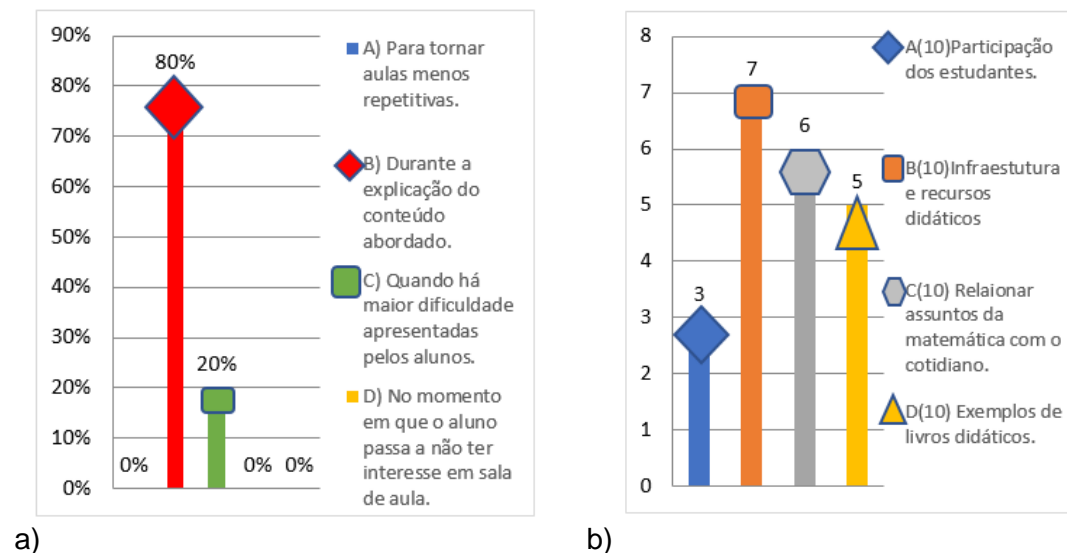 90%
80%
70%
60%
50%
40%
30%
20%
10%
0%
0%
80%
20%
0%
0%
A) Para tornar
aulas menos
repetitivas.
B) Durante a
explicação do
conteúdo
abordado.
C) Quando há
maior dificuldade
apresentadas
pelos alunos.
D) No momento
em que o aluno
passa a não ter
interesse em sala
de aula.
a)
8
7
6
5
4
3
2
1
0
3
7
6
5
A(10)Participação
dos estudantes.
B(10)Infraestutura
e recursos
didáticos
C(10) Relaionar
assuntos da
matemática com o
cotidiano.
D(10) Exemplos de
livros didáticos.
b)